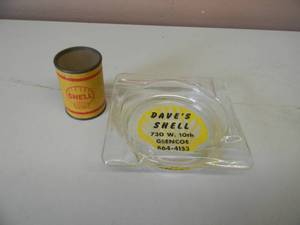 SHELL
DAVE'S
SHELL
730 W. 10th
GLENCOE
864-4153